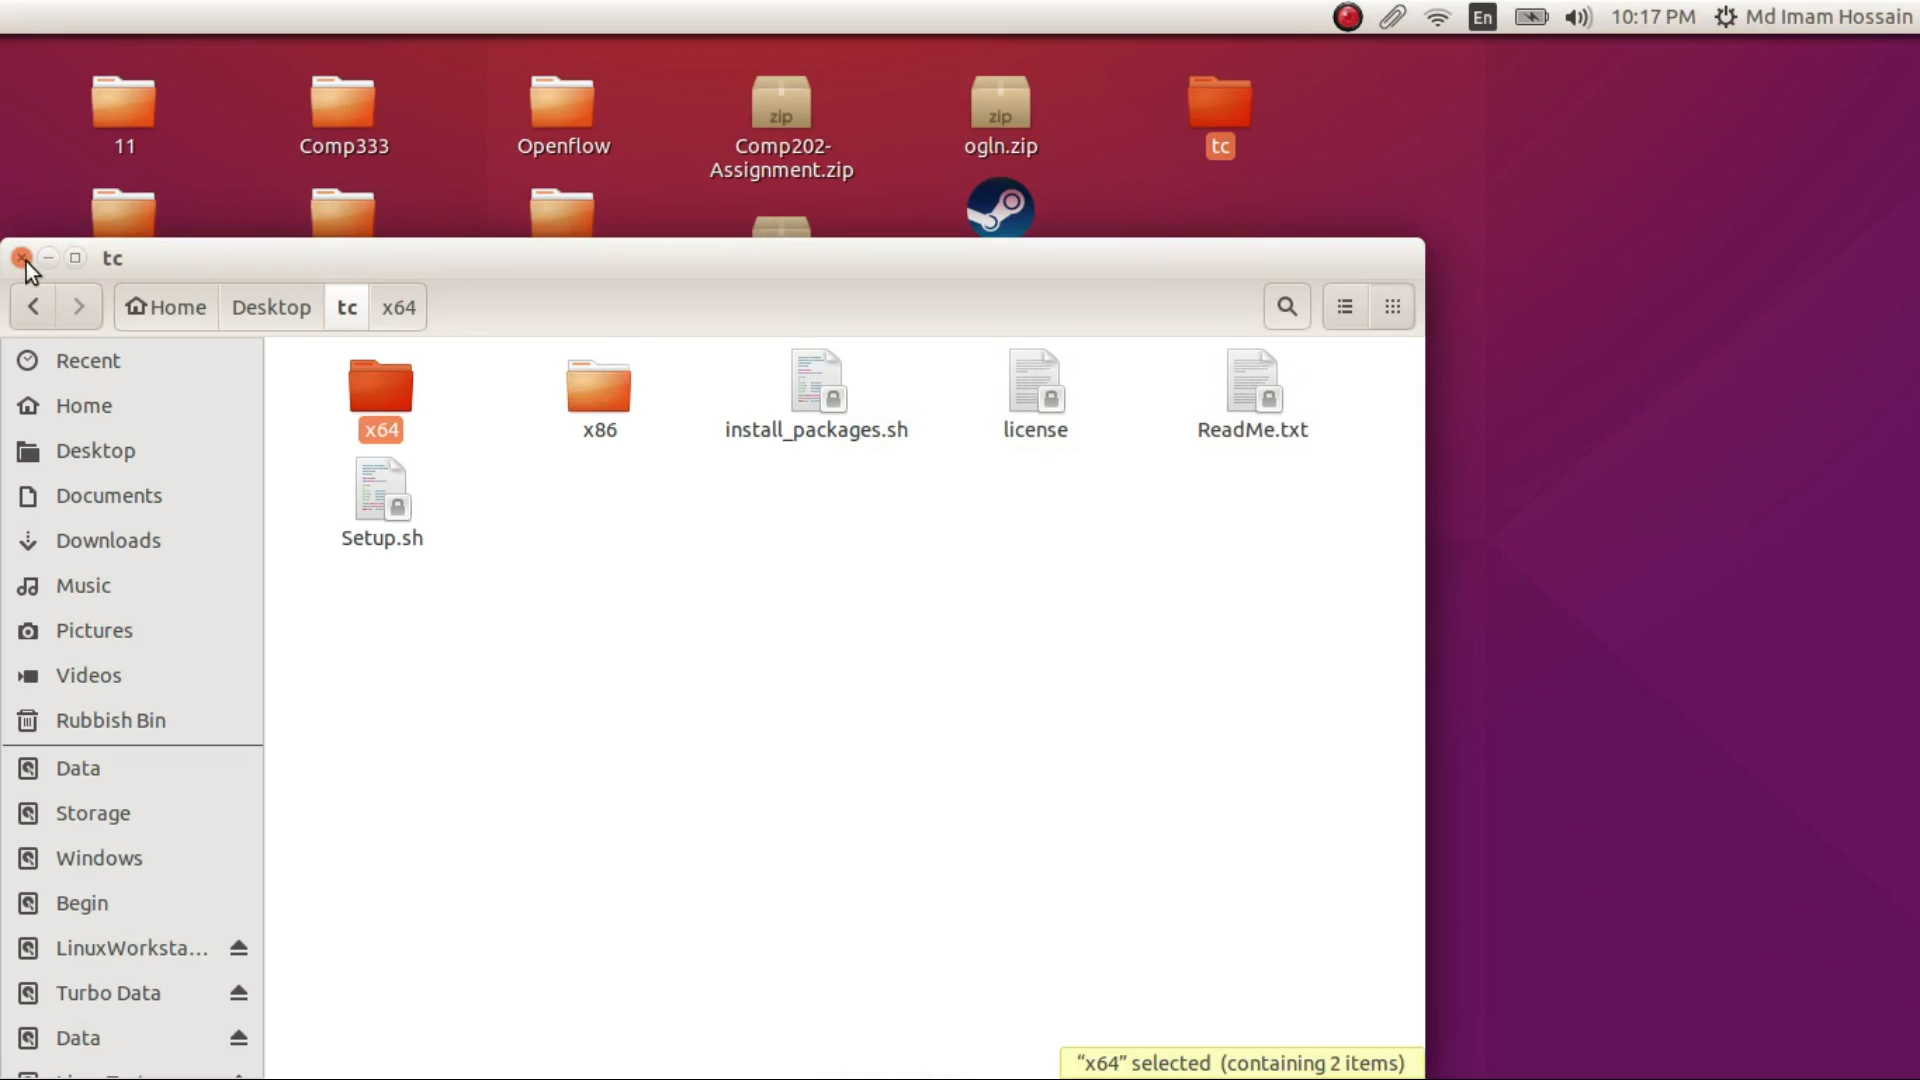 En 10:17 PM Md Imam Hossain
11
Comp333
Openflow
zip
Comp202-
Assignment.zip
zip
ogln.zip
tc
tc
Home Desktop tc x64
Recent
Home
Desktop
Documents
Downloads
Music
Pictures
Videos
Rubbish Bin
Data
Storage
Windows
Begin
LinuxWorksta...
Turbo Data
Data
x64
x86
install_packages.sh
license
ReadMe.txt
Setup.sh
“x64” selected (containing 2 items)